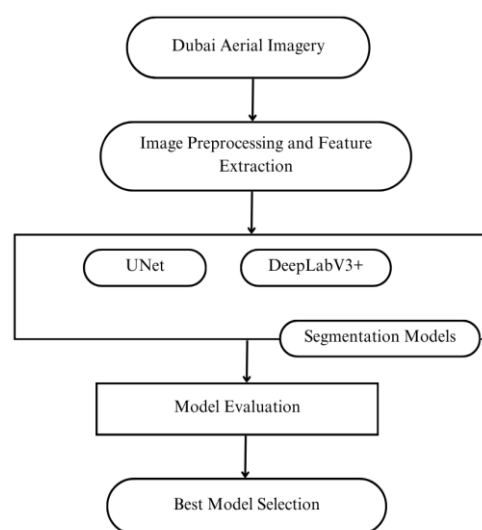 Dubai Aerial Imagery
Image Preprocessing and Feature
Extraction
UNet
DeepLabV3+
Segmentation Models
Model Evaluation
Best Model Selection